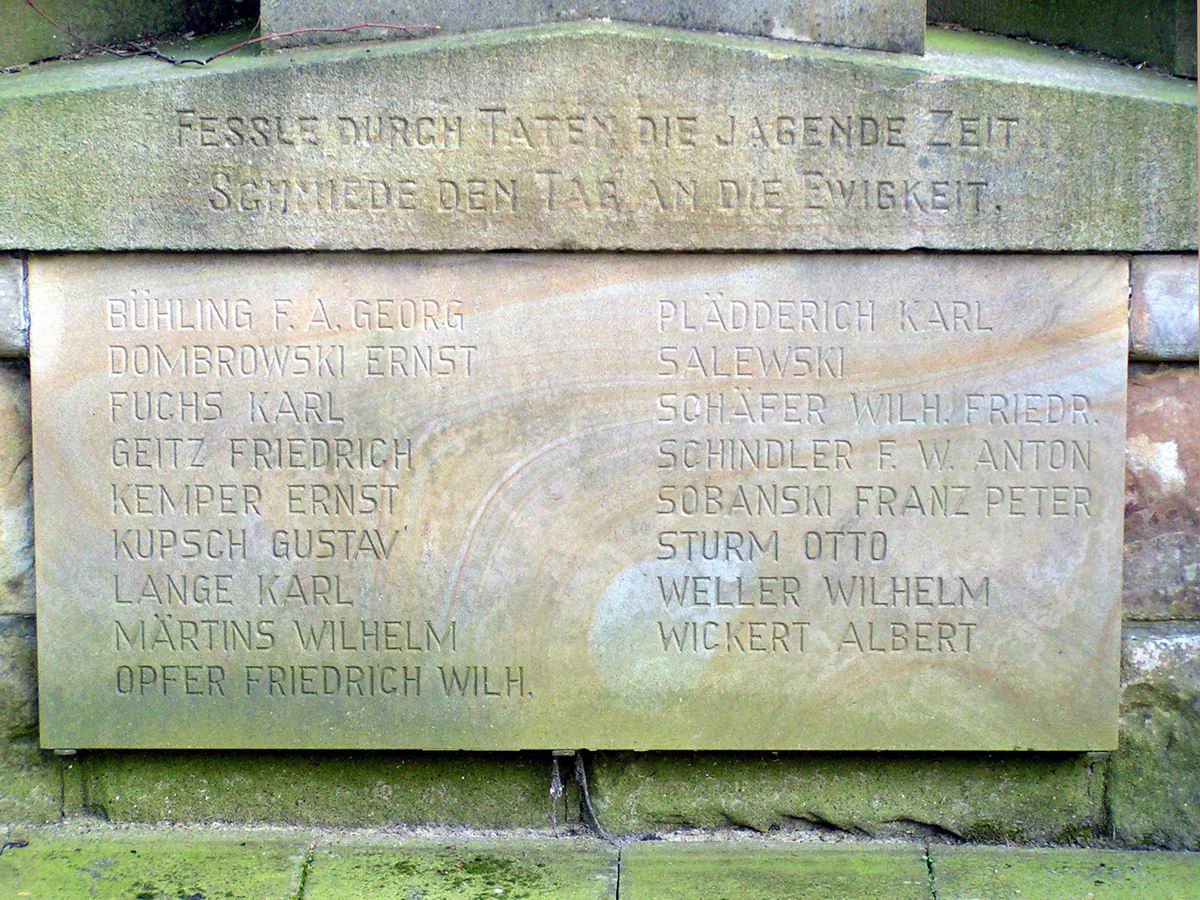 FESSLE DURCH TATEN DIE JAGENDE ZEIT
SCHMIEDE DEN TAG AN DIE EWIGKEIT.
BÜHLING F. A. GEORG
DOMBROWSKI ERNST
FUCHS KARL
GEITZ FRIEDRICH
KEMPER ERNST
KUPSCH GUSTAV
LANGE KARL
MÄRTINS WILHELM
OPFER FRIEDRICH WILH.
PLÄDDERICH KARL
SALEWSKI
SCHÄFER WILH. FRIEDR.
SCHINDLER F. W. ANTON
SOBANSKI FRANZ PETER
STURM OTTO
WELLER WILHELM
WICKERT ALBERT